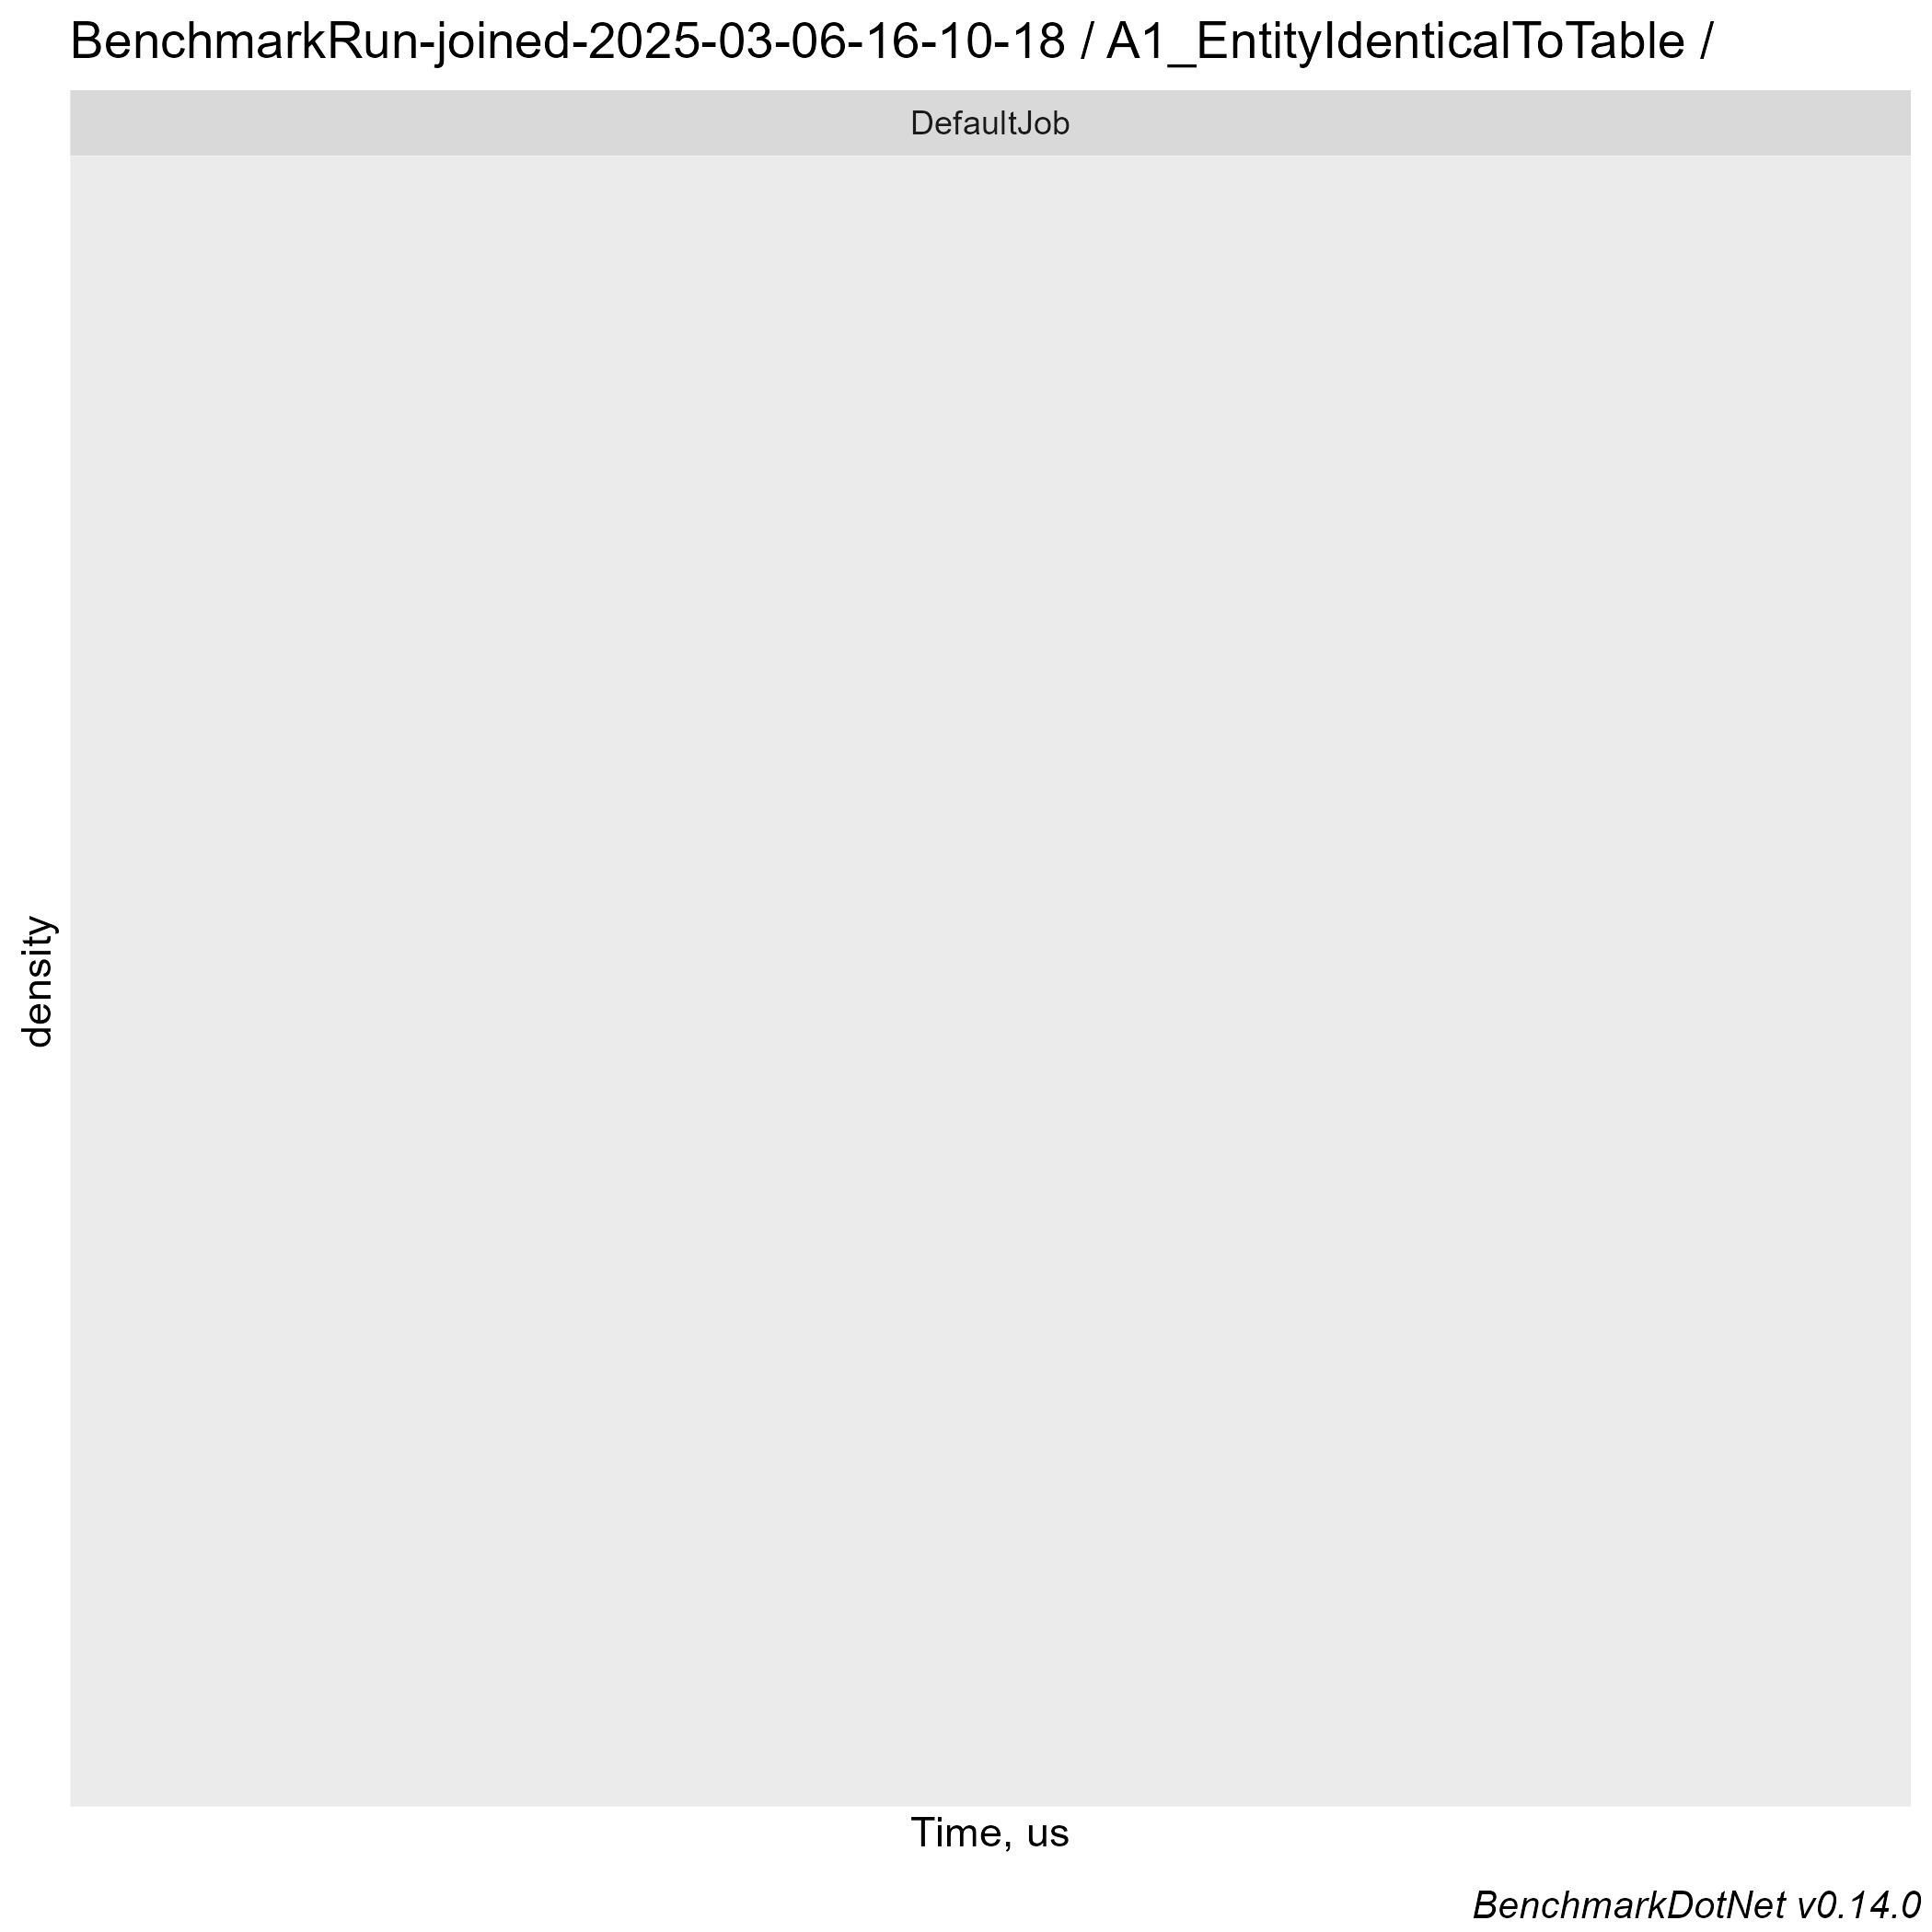 BenchmarkRun-joined-2025-03-06-16-10-18 / A1_EntityIdenticalToTable /
DefaultJob
density
Time, us
BenchmarkDotNet v0.14.0